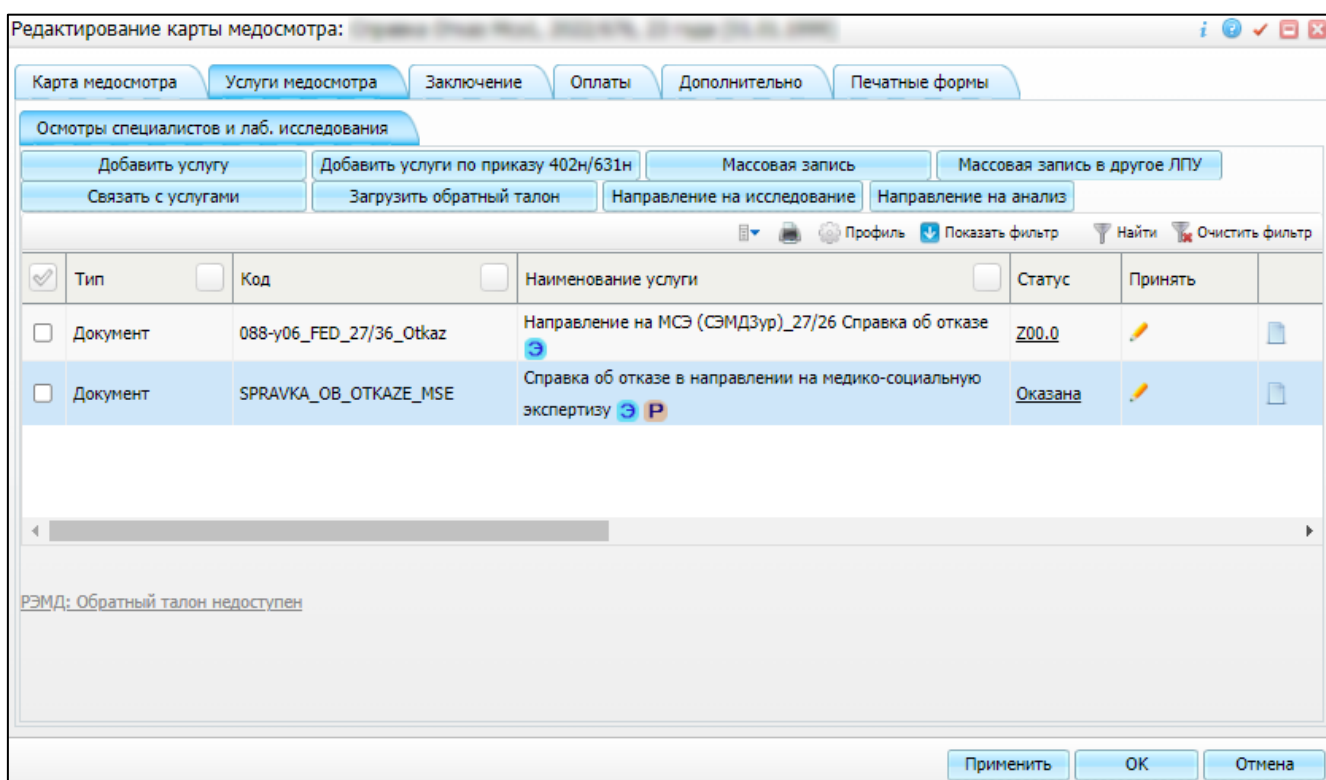 Редактирование карты медосмотра:
Карта медосмотра Услуги медосмотра Заключение Оплаты Дополнительно Печатные формы
Осмотры специалистов и лаб. исследования
Добавить услугу Добавить услуги по приказу 402н/631н Массовая запись Массовая запись в другое ЛПУ
Связать с услугами Загрузить обратный талон Направление на исследование Направление на анализ
Профиль Показать фильтр Найти Очистить фильтр
Тип Код Наименование услуги Статус Принять
Документ 088-y06_FED_27/36_Otkaz Направление на МСЭ (СЭМД3ур)_27/26 Справка об отказе Z00.0
Э
Документ SPRAVKA_OB_OTKAZE_MSE Справка об отказе в направлении на медико-социальную Оказана
экспертизу Э Р
РЭМД: Обратный талон недоступен
Применить ОК Отмена